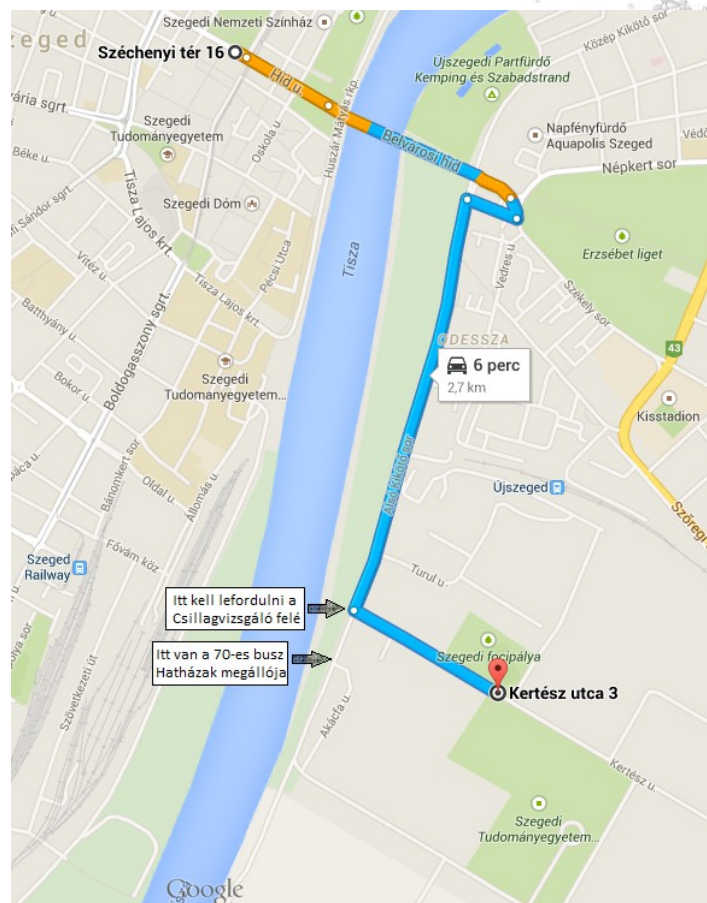 Szegedi Nemzeti Színház
Közép Kikötő sor
zeged
Széchenyi tér 16
Újszegedi Partfürdő
Kemping és Szabadstrand
Híd u.
Huszár Mátyás rkp.
Oskola u.
Szegedi
Tudományegyetem
Napfényfürdő
Aquapolis Szeged
Belvárosi híd
Népkert sor
Béke u.
Tisza Lajos krt.
Szegedi Dóm
Vedres u.
Erzsébet liget
Székely sor
Tisza
Pécsi Utca
Vitéz u.
Tisza Lajos krt.
Batthyány u.
Boldogasszony sgrt.
ODESSZA
43
6 perc
2,7 km
Szegedi
Tudományegyetem...
Bokor u.
Kisstadion
Bánomkert sor
Oldal u.
Állomás u.
Alsó Kikötő sor
Újszeged
Szőregi
Fővám köz
Szeged
Railway
Turul u.
Itt kell lefordulni a
Csillagvizsgáló felé
Szövetkezeti út
Itt van a 70-es busz
Hatházak megállója
Szegedi focipálya
Kertész utca 3
Akácfa u.
Kertész u.
Szegedi
Tudományegyetem...
Google